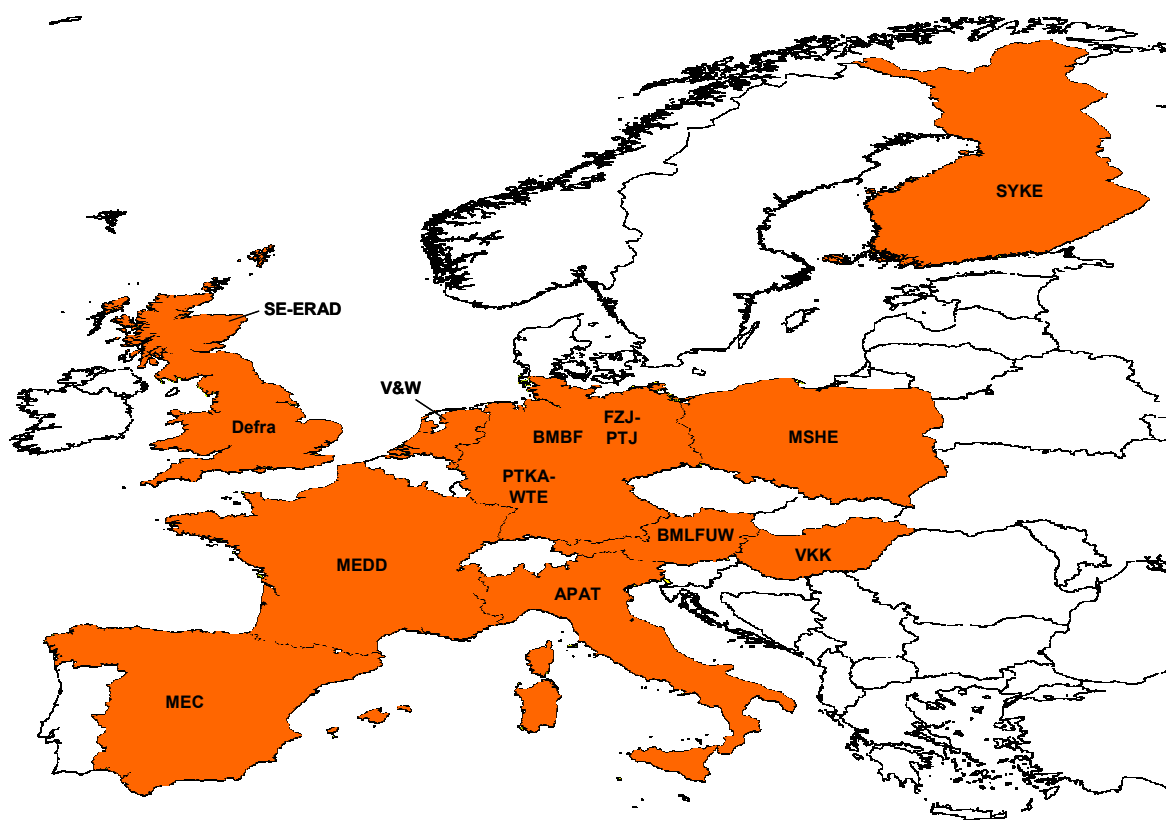 SYKE
SE-ERAD
V&W
Defra
BMBF
FZJ-
PTJ
MSHE
PTKA-
WTE
BMLFUW
VKK
MEDD
APAT
MEC